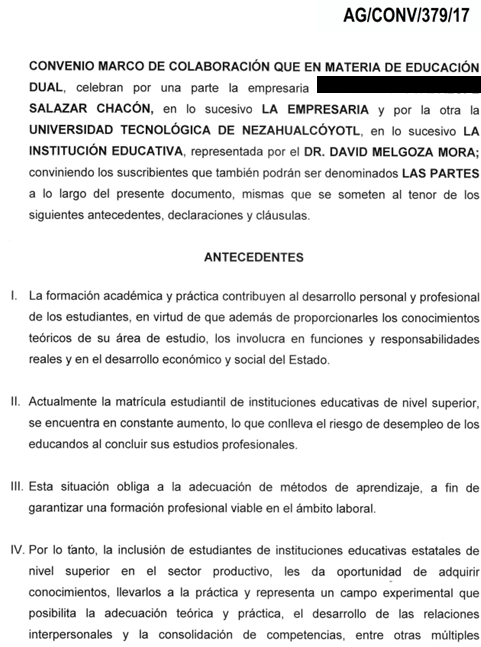 AG/CONV/379/17
CONVENIO MARCO DE COLABORACIÓN QUE EN MATERIA DE EDUCACIÓN
DUAL, celebran por una parte la empresaria
SALAZAR CHACÓN, en lo sucesivo LA EMPRESARIA y por la otra la
UNIVERSIDAD TECNOLÓGICA DE NEZAHUALCÓYOTL, en lo sucesivo LA
INSTITUCIÓN EDUCATIVA, representada por el DR. DAVID MELGOZA MORA;
conviniendo los suscribientes que también podrán ser denominados LAS PARTES
a lo largo del presente documento, mismas que se someten al tenor de los
siguientes antecedentes, declaraciones y cláusulas.
ANTECEDENTES
I. La formación académica y práctica contribuyen al desarrollo personal y profesional
de los estudiantes, en virtud de que además de proporcionarles los conocimientos
teóricos de su área de estudio, los involucra en funciones y responsabilidades
reales y en el desarrollo económico y social del Estado.
II. Actualmente la matrícula estudiantil de instituciones educativas de nivel superior,
se encuentra en constante aumento, lo que conlleva el riesgo de desempleo de los
educandos al concluir sus estudios profesionales.
III. Esta situación obliga a la adecuación de métodos de aprendizaje, a fin de
garantizar una formación profesional viable en el ámbito laboral.
IV. Por lo tanto, la inclusión de estudiantes de instituciones educativas estatales de
nivel superior en el sector productivo, les da oportunidad de adquirir
conocimientos, llevarlos a la práctica y representa un campo experimental que
posibilita la adecuación teórica y práctica, el desarrollo de las relaciones
interpersonales y la consolidación de competencias, entre otras múltiples